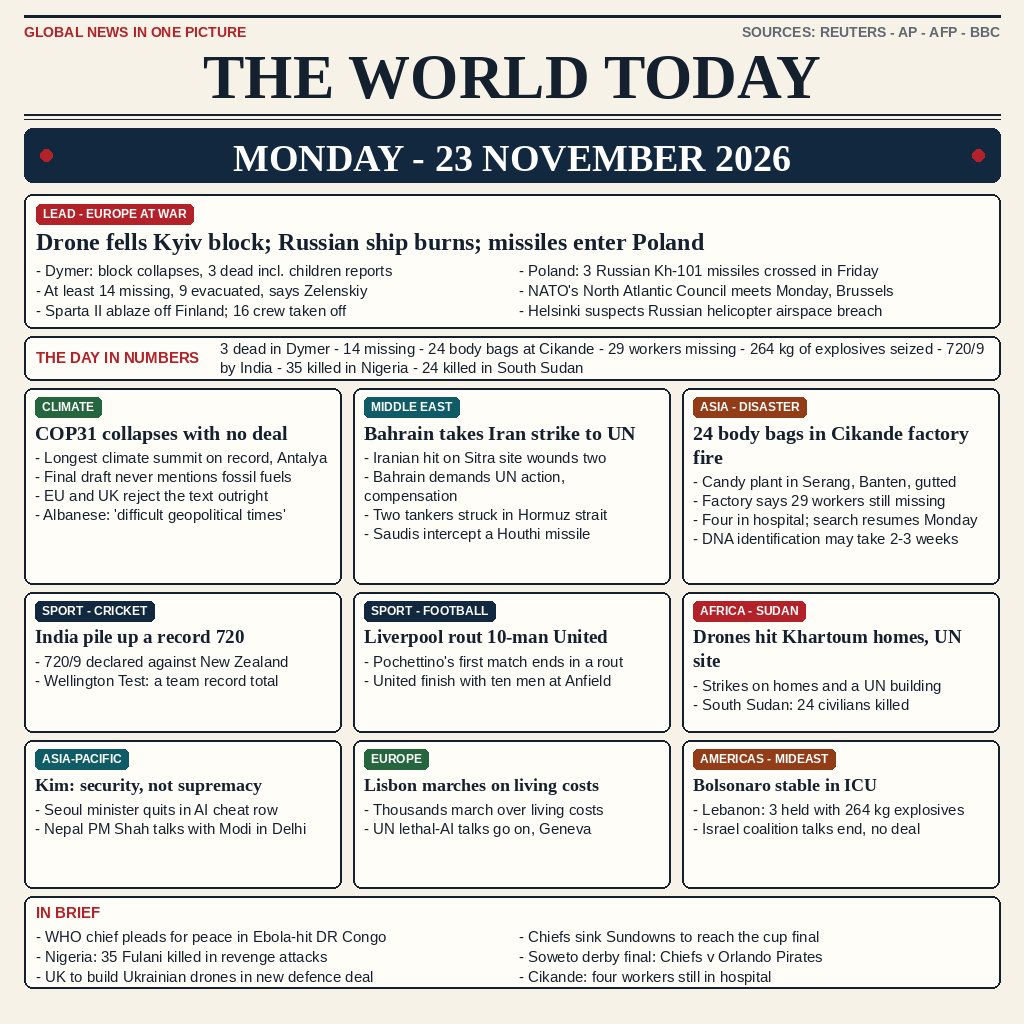 GLOBAL NEWS IN ONE PICTURE
SOURCES: REUTERS - AP - AFP - BBC
THE WORLD TODAY
MONDAY - 23 NOVEMBER 2026
LEAD - EUROPE AT WAR
Drone fells Kyiv block; Russian ship burns; missiles enter Poland
- Dymer: block collapses, 3 dead incl. children reports
- At least 14 missing, 9 evacuated, says Zelenskiy
- Sparta II ablaze off Finland; 16 crew taken off
- Poland: 3 Russian Kh-101 missiles crossed in Friday
- NATO's North Atlantic Council meets Monday, Brussels
- Helsinki suspects Russian helicopter airspace breach
THE DAY IN NUMBERS
3 dead in Dymer - 14 missing - 24 body bags at Cikande - 29 workers missing - 264 kg of explosives seized - 720/9
by India - 35 killed in Nigeria - 24 killed in South Sudan
CLIMATE
COP31 collapses with no deal
- Longest climate summit on record, Antalya
- Final draft never mentions fossil fuels
- EU and UK reject the text outright
- Albanese: 'difficult geopolitical times'
MIDDLE EAST
Bahrain takes Iran strike to UN
- Iranian hit on Sitra site wounds two
- Bahrain demands UN action,
compensation
- Two tankers struck in Hormuz strait
- Saudis intercept a Houthi missile
ASIA - DISASTER
24 body bags in Cikande factory
fire
- Candy plant in Serang, Banten, gutted
- Factory says 29 workers still missing
- Four in hospital; search resumes Monday
- DNA identification may take 2-3 weeks
SPORT - CRICKET
India pile up a record 720
- 720/9 declared against New Zealand
- Wellington Test: a team record total
SPORT - FOOTBALL
Liverpool rout 10-man United
- Pochettino's first match ends in a rout
- United finish with ten men at Anfield
AFRICA - SUDAN
Drones hit Khartoum homes, UN
site
- Strikes on homes and a UN building
- South Sudan: 24 civilians killed
ASIA-PACIFIC
Kim: security, not supremacy
- Seoul minister quits in AI cheat row
- Nepal PM Shah talks with Modi in Delhi
EUROPE
Lisbon marches on living costs
- Thousands march over living costs
- UN lethal-AI talks go on, Geneva
AMERICAS - MIDEAST
Bolsonaro stable in ICU
- Lebanon: 3 held with 264 kg explosives
- Israel coalition talks end, no deal
IN BRIEF
- WHO chief pleads for peace in Ebola-hit DR Congo
- Nigeria: 35 Fulani killed in revenge attacks
- UK to build Ukrainian drones in new defence deal
- Chiefs sink Sundowns to reach the cup final
- Soweto derby final: Chiefs v Orlando Pirates
- Cikande: four workers still in hospital